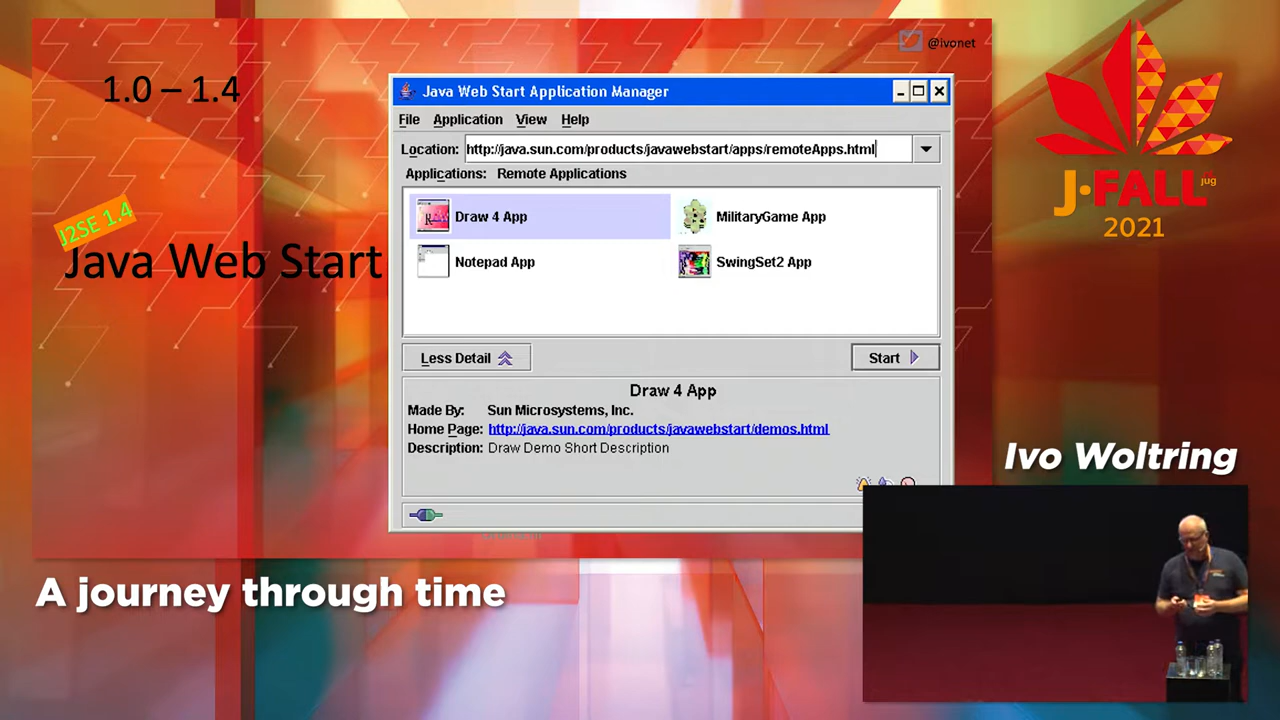 @ivonet
1.0 – 1.4
J2SE 1.4
Java Web Start
Java Web Start Application Manager
File Application View Help
Location: http://java.sun.com/products/javawebstart/apps/remoteApps.html
Applications: Remote Applications
Draw 4 App
MilitaryGame App
Notepad App
SwingSet2 App
Less Detail
Start
Draw 4 App
Made By: Sun Microsystems, Inc.
Home Page: http://java.sun.com/products/javawebstart/demos.html
Description: Draw Demo Short Description
J-FALL
jug
2021
Ivo Woltring
A journey through time